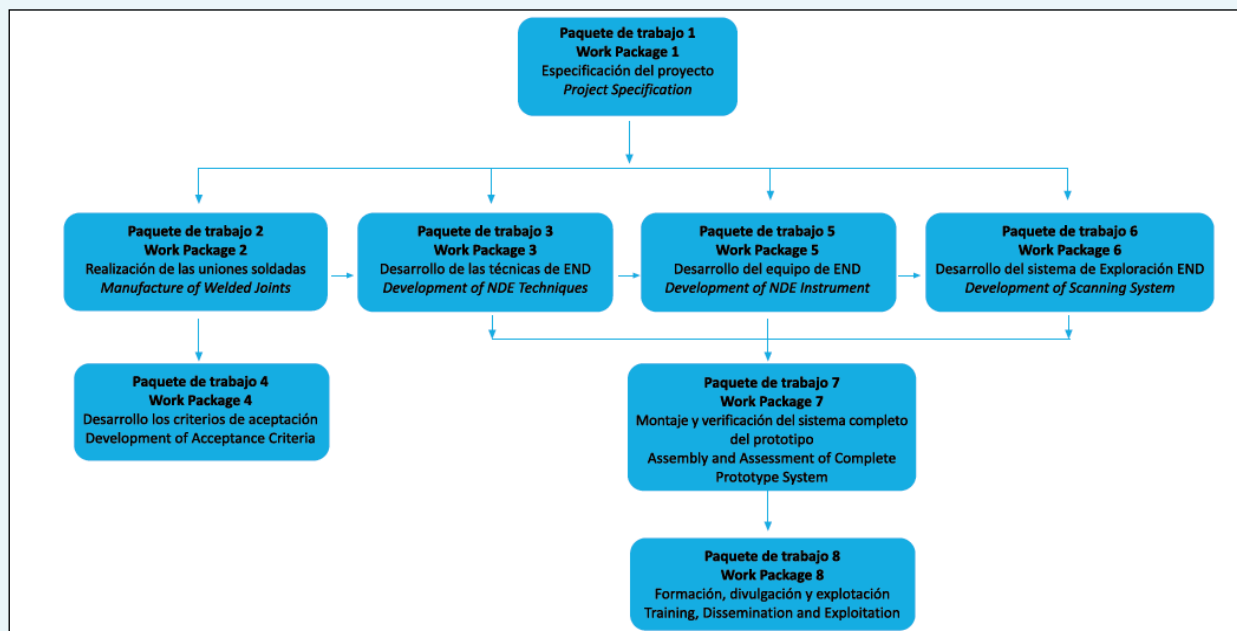 Paquete de trabajo 1
Work Package 1
Especificación del proyecto
Project Specification
Paquete de trabajo 2
Work Package 2
Realización de las uniones soldadas
Manufacture of Welded Joints
Paquete de trabajo 3
Work Package 3
Desarrollo de las técnicas de END
Development of NDE Techniques
Paquete de trabajo 5
Work Package 5
Desarrollo del equipo de END
Development of NDE Instrument
Paquete de trabajo 6
Work Package 6
Desarrollo del sistema de Exploración END
Development of Scanning System
Paquete de trabajo 4
Work Package 4
Desarrollo los criterios de aceptación
Development of Acceptance Criteria
Paquete de trabajo 7
Work Package 7
Montaje y verificación del sistema completo
del prototipo
Assembly and Assessment of Complete
Prototype System
Paquete de trabajo 8
Work Package 8
Formación, divulgación y explotación
Training, Dissemination and Exploitation